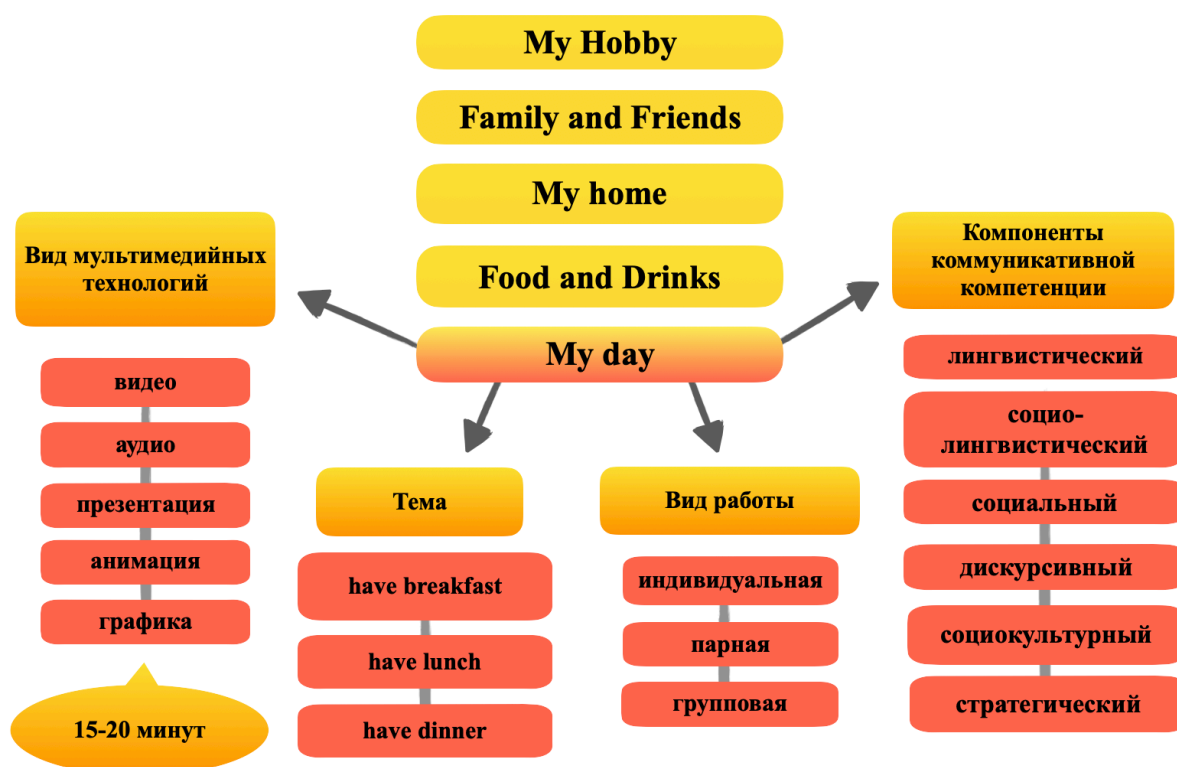 My Hobby
Family and Friends
My home
Food and Drinks
My day
Вид мультимедийных
технологий
видео
аудио
презентация
анимация
графика
15-20 минут
Тема
have breakfast
have lunch
have dinner
Вид работы
индивидуальная
парная
групповая
Компоненты
коммуникативной
компетенции
лингвистический
социо-
лингвистический
социальный
дискурсивный
социокультурный
стратегический